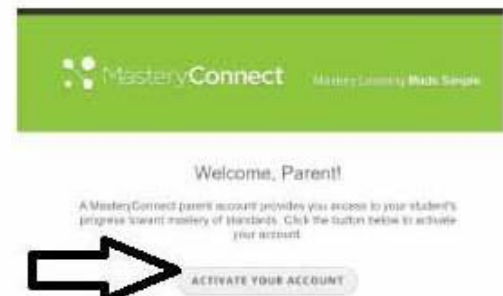 MasteryConnect Mastery Learning Made Simple
Welcome, Parent!
A MasteryConnect parent account provides you access to your student's
progress toward mastery of standards. Click the button below to activate
your account.
ACTIVATE YOUR ACCOUNT